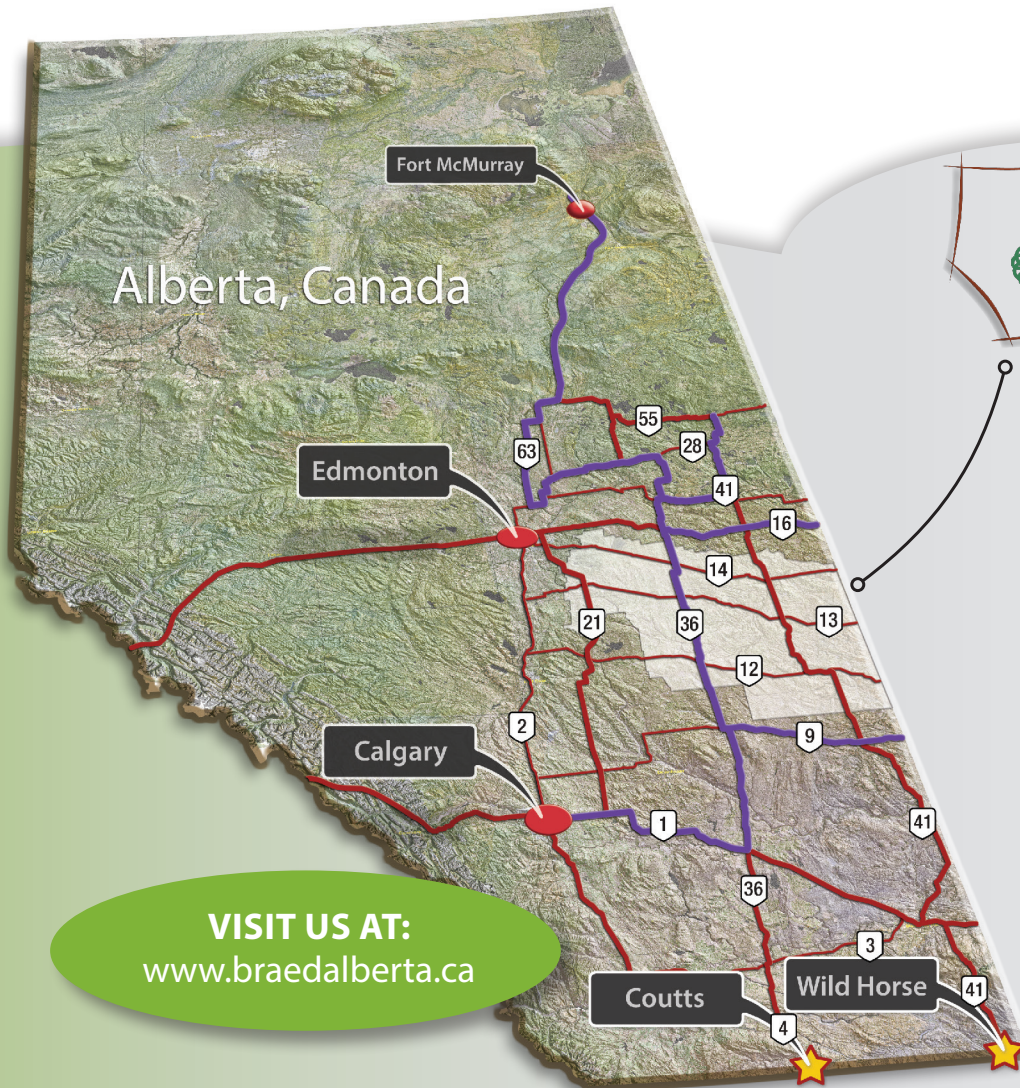 Fort McMurray
Alberta, Canada
55
28
63
Edmonton
41
16
14
13
21
36
12
2
9
Calgary
1
41
36
VISIT US AT:
www.braedalberta.ca
3
Coutts
Wild Horse
41
4